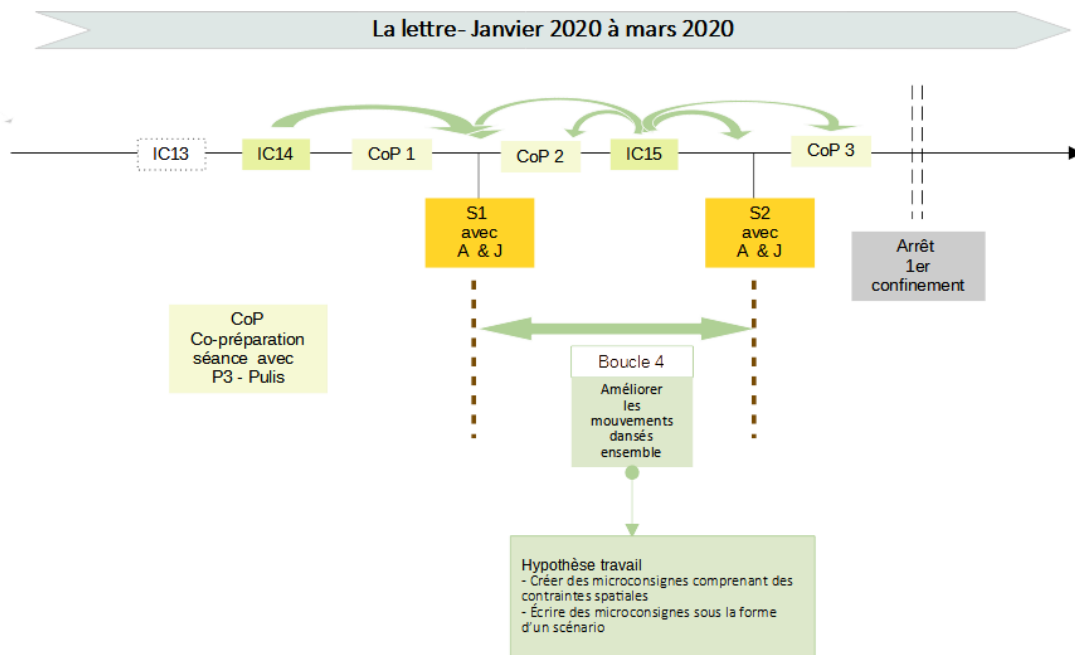 La lettre- Janvier 2020 à mars 2020
IC13
IC14
CoP 1
CoP 2
IC15
CoP 3
S1
avec
A & J
S2
avec
A & J
Arrêt
1er
confinement
CoP
Co-préparation
séance avec
P3 - Pulis
Boucle 4
Améliorer
les
mouvements
dansés
ensemble
Hypothèse travail
- Créer des microconsignes comprenant des
contraintes spatiales
- Écrire des microconsignes sous la forme
d'un scénario